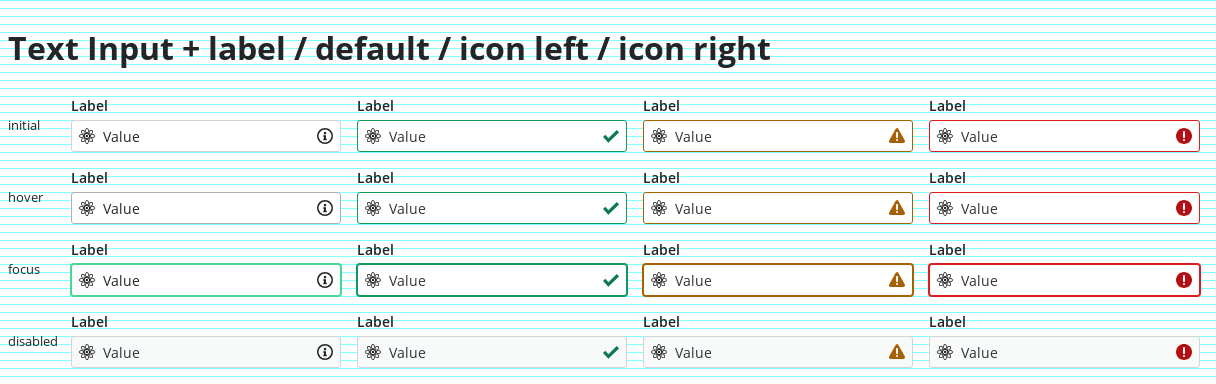 Text Input + label / default / icon left / icon right
Label Label Label Label
initial Value Value Value Value
Label Label Label Label
hover Value Value Value Value
Label Label Label Label
focus Value Value Value Value
Label Label Label Label
disabled Value Value Value Value